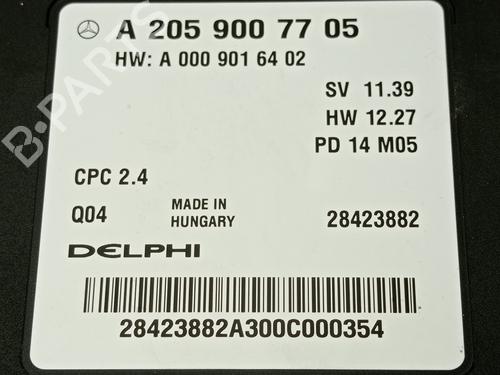 A 205 900 77 05
HW: A 000 901 64 02
SV 11.39
HW 12.27
PD 14 M05
CPC 2.4
Q04
MADE IN
HUNGARY
28423882
DELPHI
28423882A300C000354
B-PARTS